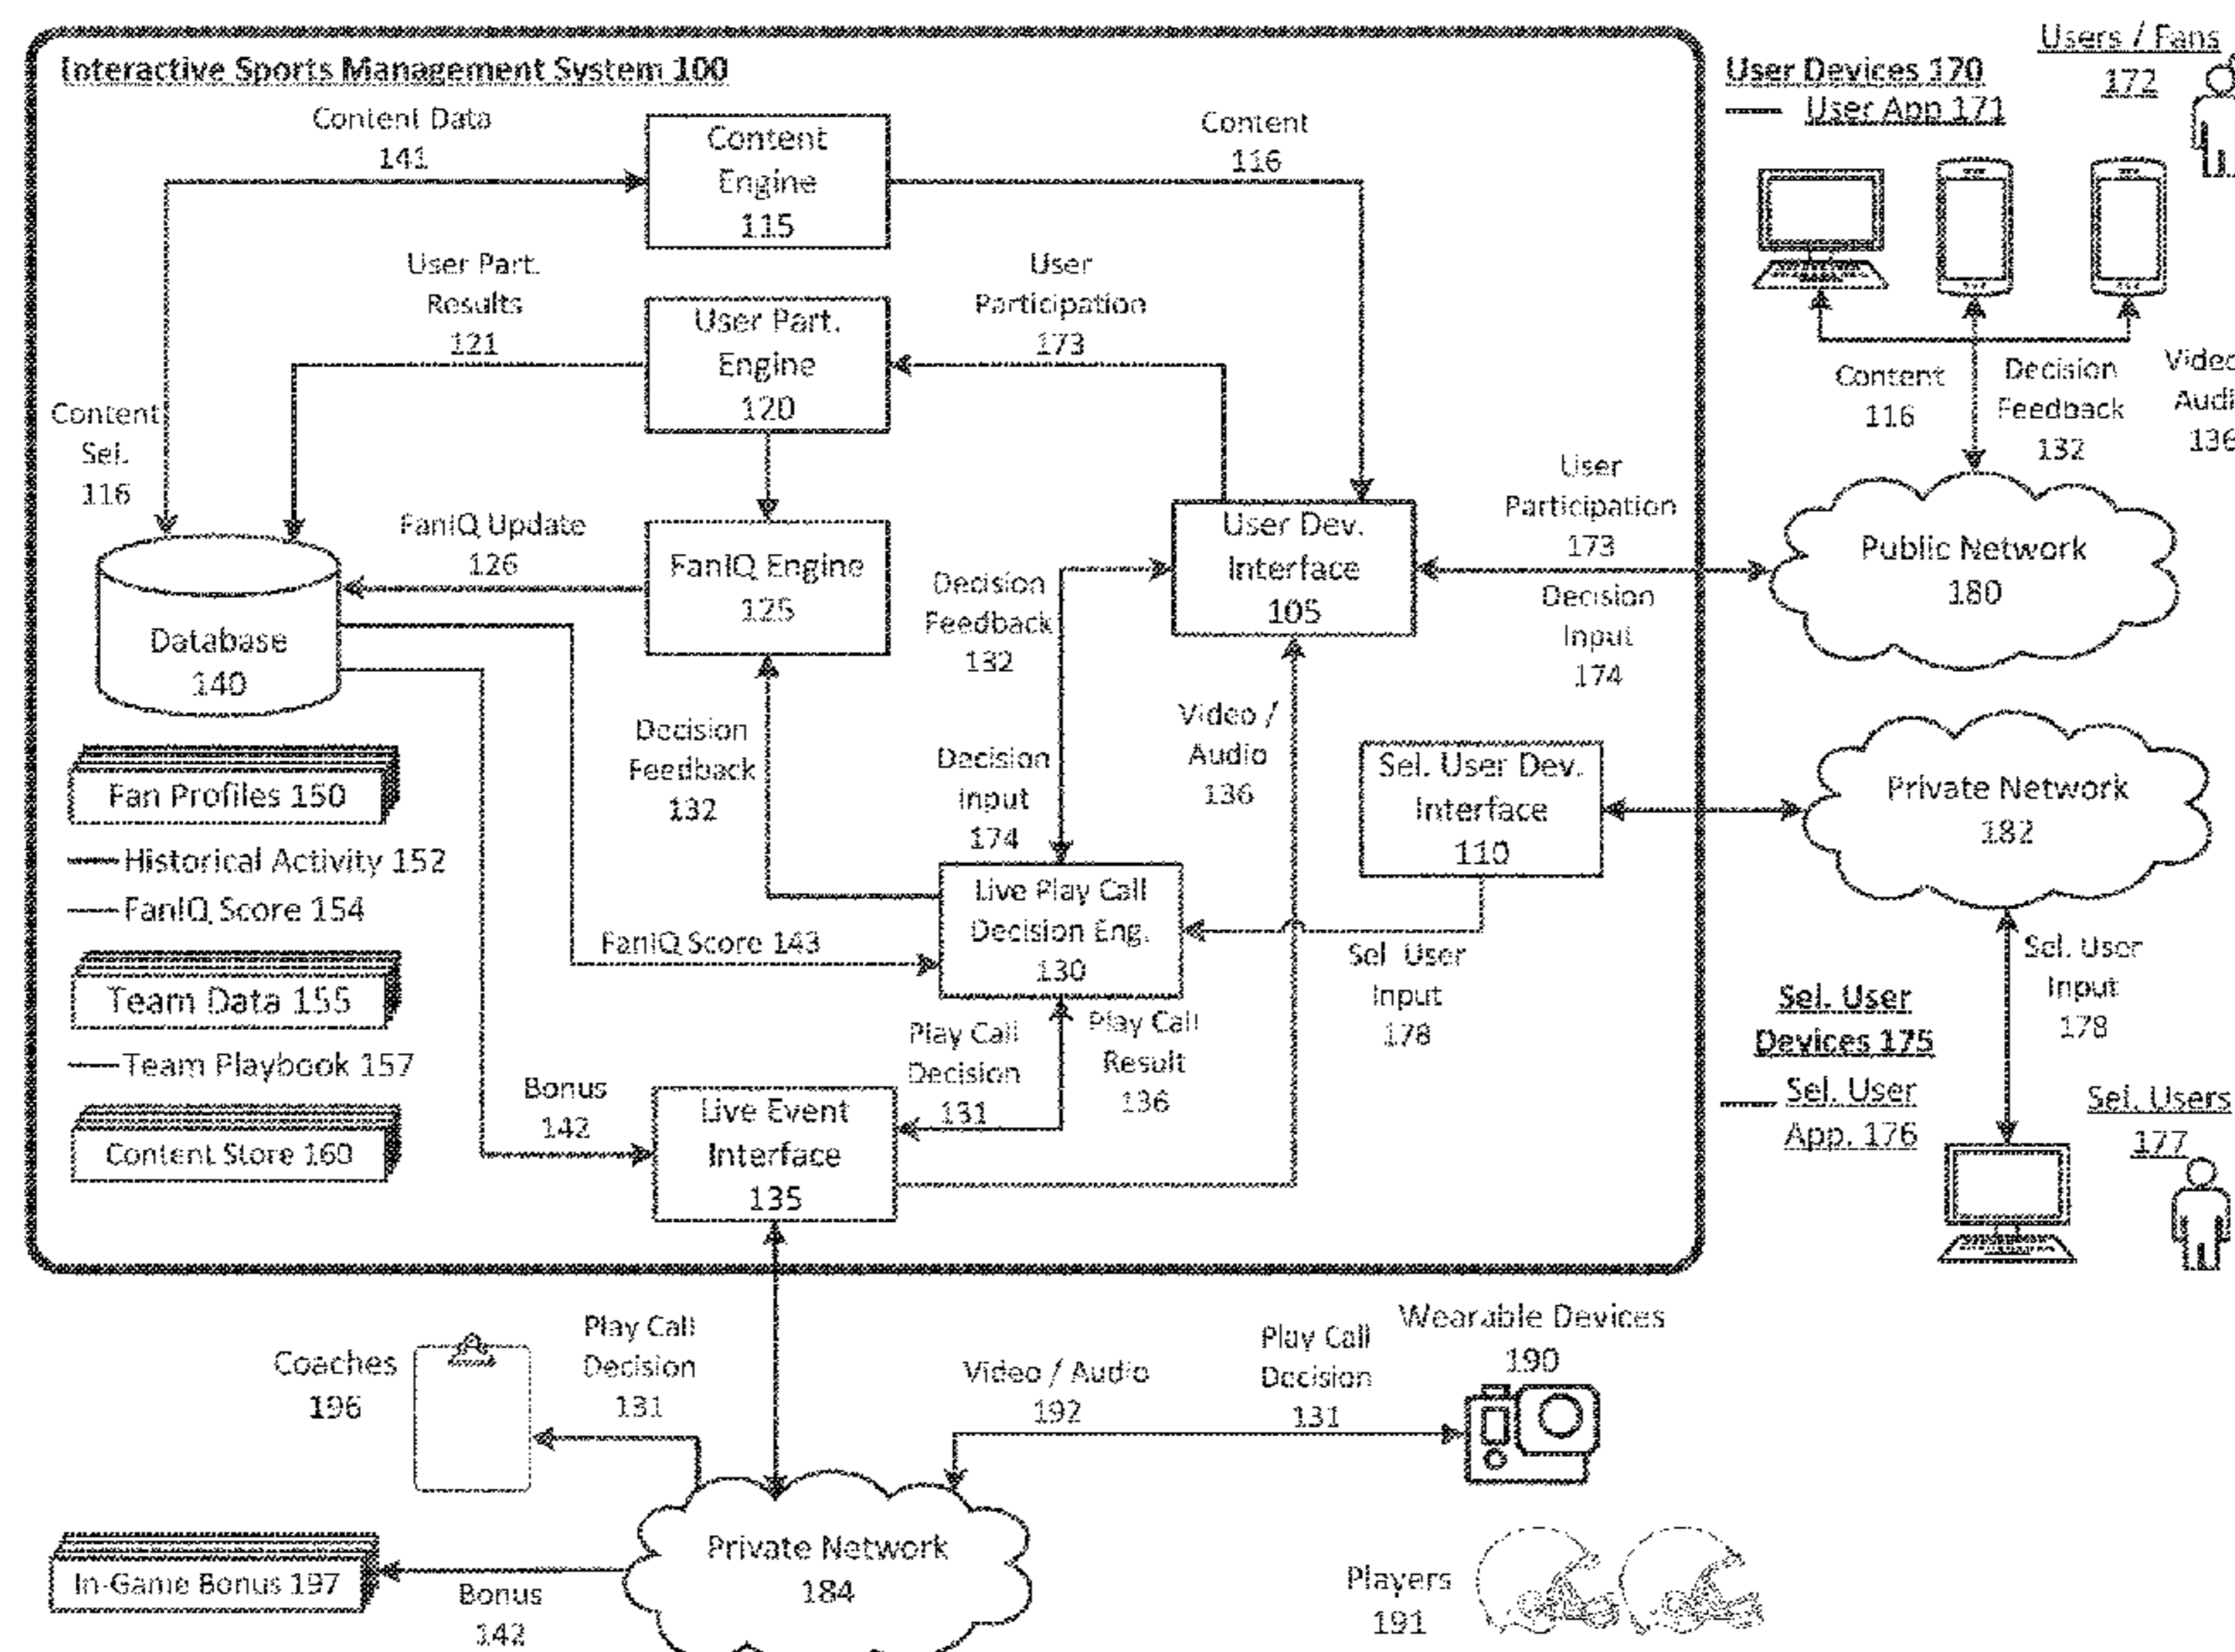 Interactive Sports Management System 100
Users / Fans
172
User Devices 170
User App 171
Content Data
141
Content
Engine
115
Content
116
User Part.
Results
121
User Part.
Engine
120
User
Participation
173
Content
Sel.
116
Content
116
Decision
Feedback
132
136
FanIQ Update
126
FanIQ Engine
125
Decision
Feedback
132
User Dev.
Interface
105
User
Participation
173
Decision
Input
174
Public Network
180
Database
140
Decision
Feedback
132
Decision
Input
174
Video /
Audio
136
Sel. User Dev.
Interface
110
Private Network
182
Fan Profiles 150
Historical Activity 152
FanIQ Score 154
Team Data 155
Team Playbook 157
Content Store 160
FanIQ Score 143
Live Play Call
Decision Eng.
130
Sel. User
Input
178
Sel. User
Input
178
Sel. User
Devices 175
Sel. User
App. 176
Sel. Users
177
Bonus
142
Live Event
Interface
135
Play Call
Decision
131
Play Call
Result
136
Coaches
196
Play Call
Decision
131
Video / Audio
192
Play Call
Decision
131
Wearable Devices
190
In-Game Bonus 197
Bonus
142
Private Network
184
Players
191